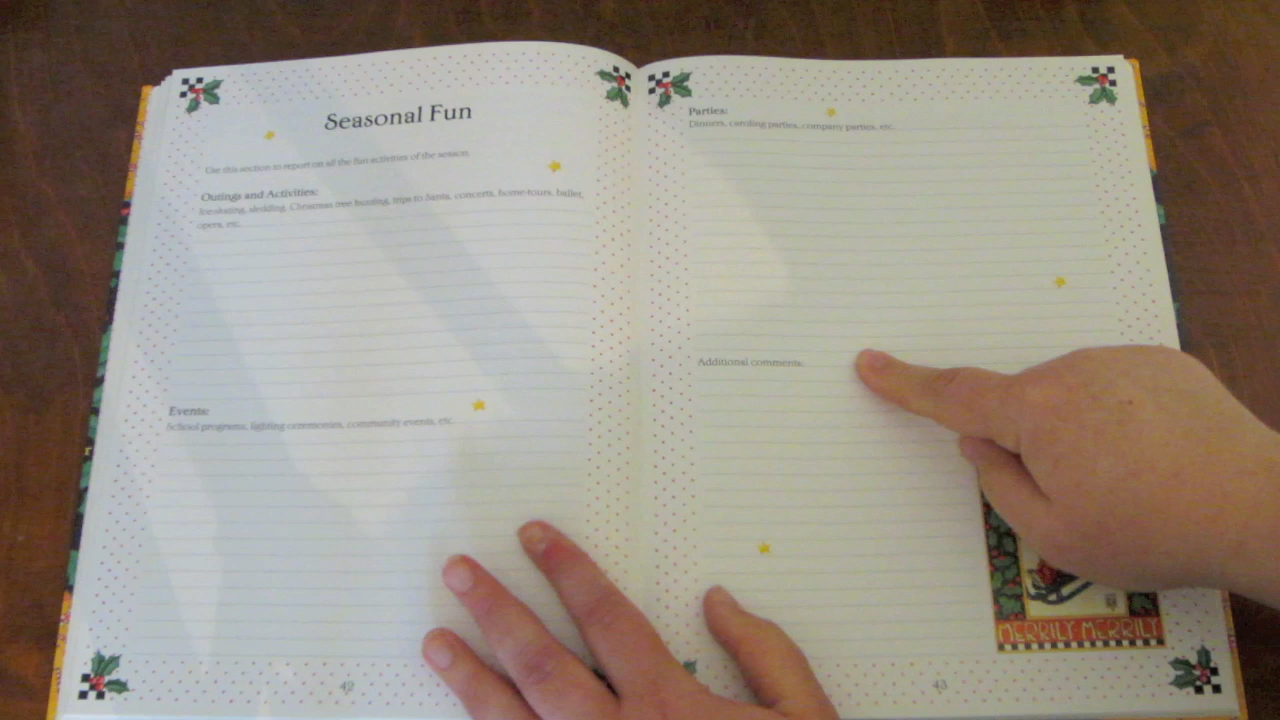 Seasonal Fun
Use this section to report on all the fun activities of the season.
Outings and Activities:
Ice-skating, sledding, Christmas tree hunting, trips to Santa, concerts, home-tours, ballet,
opera, etc.
Events:
School programs, lighting ceremonies, community events, etc.
42
Parties:
Dinners, caroling parties, company parties, etc.
Additional comments:
MERRILY MERRILY
43